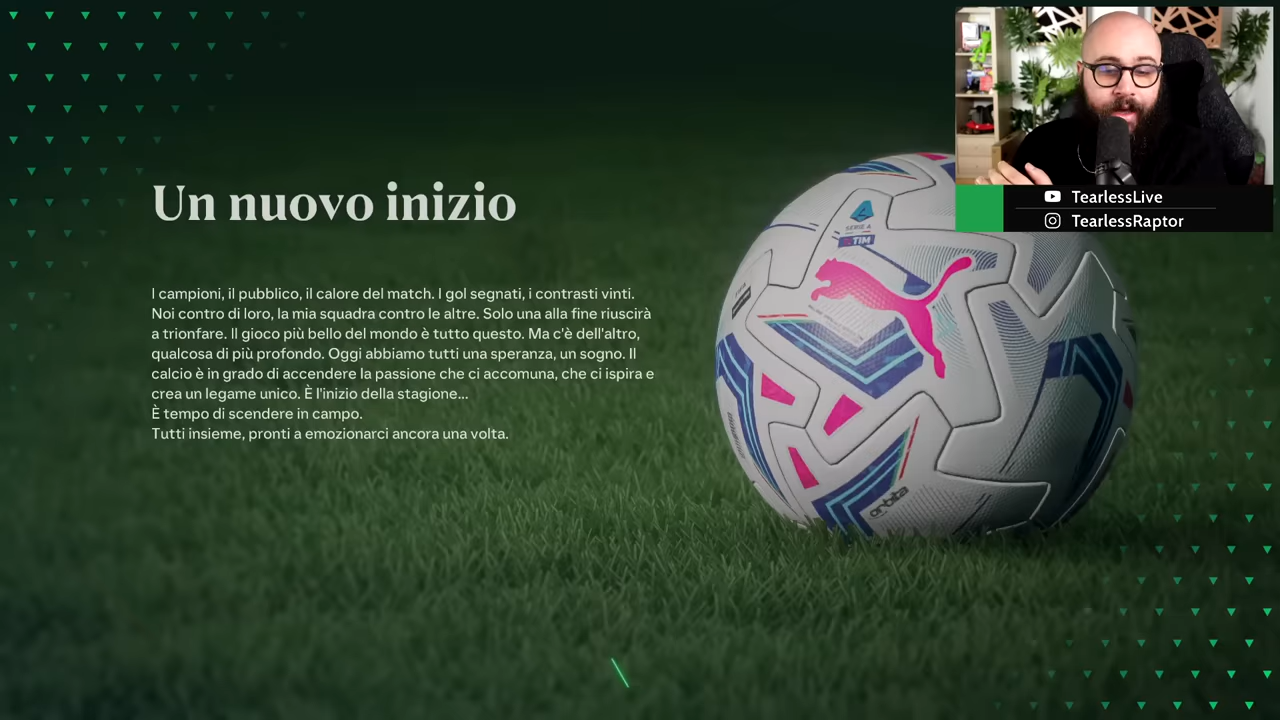 TearlessLive
TearlessRaptor
Un nuovo inizio
I campioni, il pubblico, il calore del match. I gol segnati, i contrasti vinti.
Noi contro di loro, la mia squadra contro le altre. Solo una alla fine riuscirà
a trionfare. Il gioco più bello del mondo è tutto questo. Ma c'è dell'altro,
qualcosa di più profondo. Oggi abbiamo tutti una speranza, un sogno. Il
calcio è in grado di accendere la passione che ci accomuna, che ci ispira e
crea un legame unico. È l'inizio della stagione...
È tempo di scendere in campo.
Tutti insieme, pronti a emozionarci ancora una volta.
SERIE A
TIM
orbita